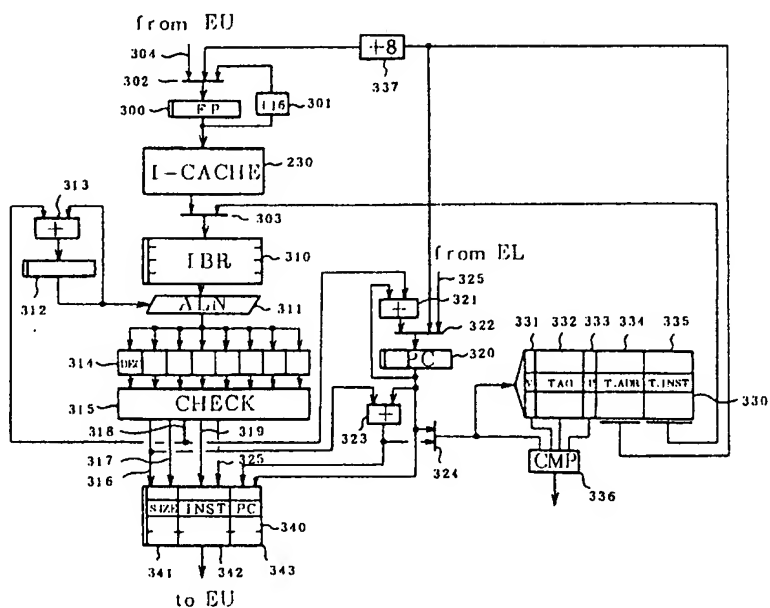 from EU
304
302
+8
337
300
FP
+16
301
I-CACHE
230
313
+
303
312
IBR
310
ALN
311
from EL
325
+
321
322
331
332
333
334
335
314
DEC
PC
320
V
TAG
P
T.ADR
T.INST
330
315
CHECK
+
323
318
319
317
316
325
324
CMP
336
SIZE
INST
PC
340
341
342
343
to EU